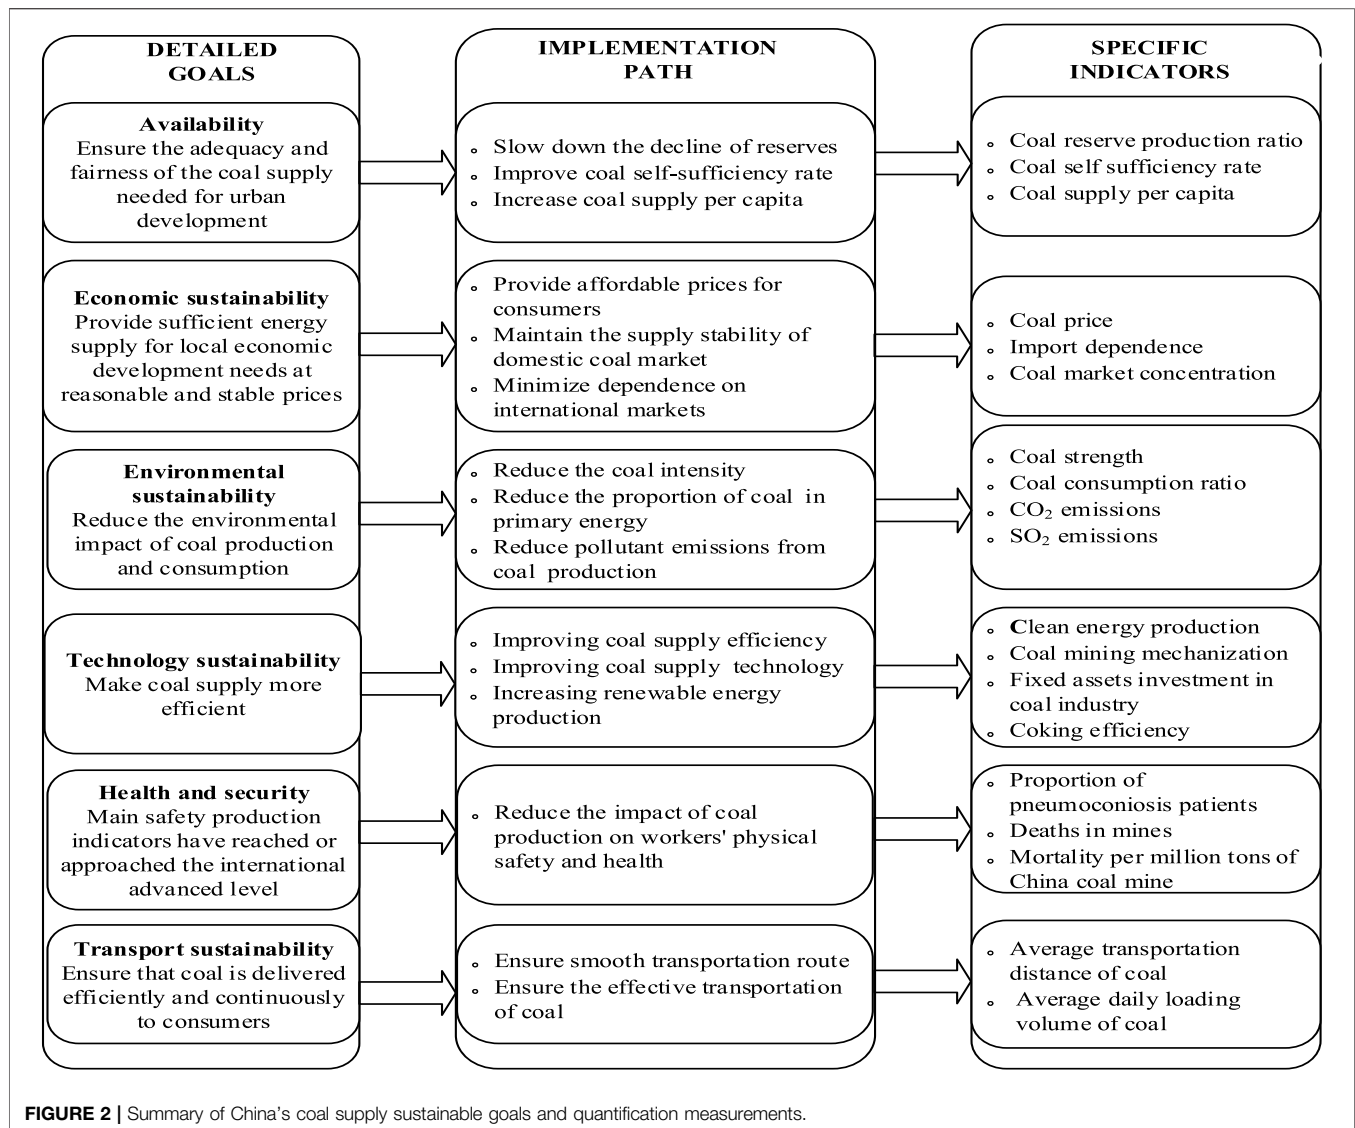 DETAILED
GOALS
Availability
Ensure the adequacy and
fairness of the coal supply
needed for urban
development
Economic sustainability
Provide sufficient energy
supply for local economic
development needs at
reasonable and stable prices
Environmental
sustainability
Reduce the environmental
impact of coal production
and consumption
Technology sustainability
Make coal supply more
efficient
Health and security
Main safety production
indicators have reached or
approached the international
advanced level
Transport sustainability
Ensure that coal is delivered
efficiently and continuously
to consumers
IMPLEMENTATION
PATH
Slow down the decline of reserves
Improve coal self-sufficiency rate
Increase coal supply per capita
Provide affordable prices for
consumers
Maintain the supply stability of
domestic coal market
Minimize dependence on
international markets
Reduce the coal intensity
Reduce the proportion of coal in
primary energy
Reduce pollutant emissions from
coal production
Improving coal supply efficiency
Improving coal supply technology
Increasing renewable energy
production
Reduce the impact of coal
production on workers' physical
safety and health
Ensure smooth transportation route
Ensure the effective transportation
of coal
SPECIFIC
INDICATORS
Coal reserve production ratio
Coal self sufficiency rate
Coal supply per capita
Coal price
Import dependence
Coal market concentration
Coal strength
Coal consumption ratio
CO₂ emissions
SO₂ emissions
Clean energy production
Coal mining mechanization
Fixed assets investment in
coal industry
Coking efficiency
Proportion of
pneumoconiosis patients
Deaths in mines
Mortality per million tons of
China coal mine
Average transportation
distance of coal
Average daily loading
volume of coal
FIGURE 2 | Summary of China's coal supply sustainable goals and quantification measurements.